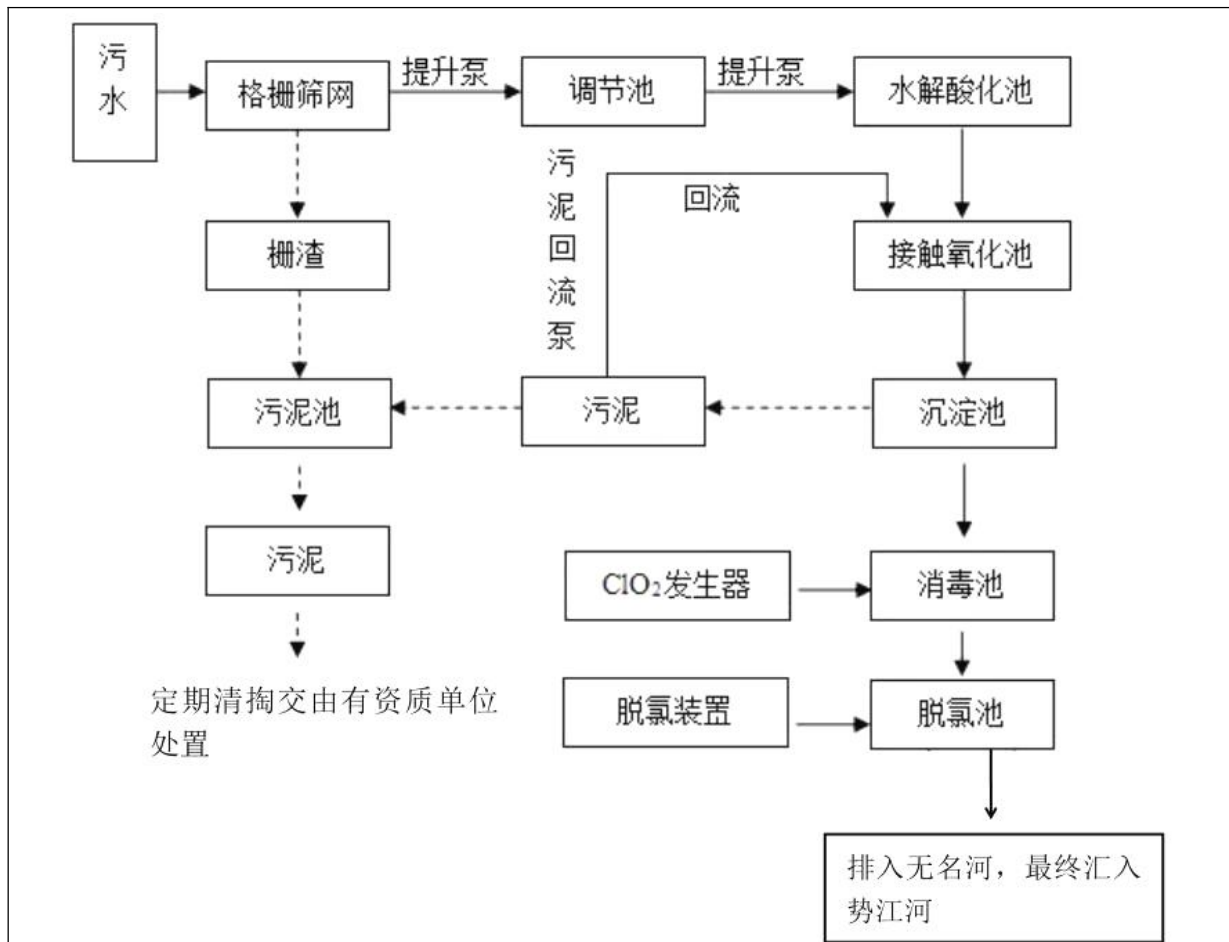 污
水
格栅筛网
提升泵
调节池
提升泵
水解酸化池
栅渣
污
泥
回
流
泵
回流
接触氧化池
污泥池
污泥
沉淀池
污泥
ClO₂发生器
消毒池
定期清掏交由有资质单位
处置
脱氯装置
脱氯池
排入无名河，最终汇入
势江河